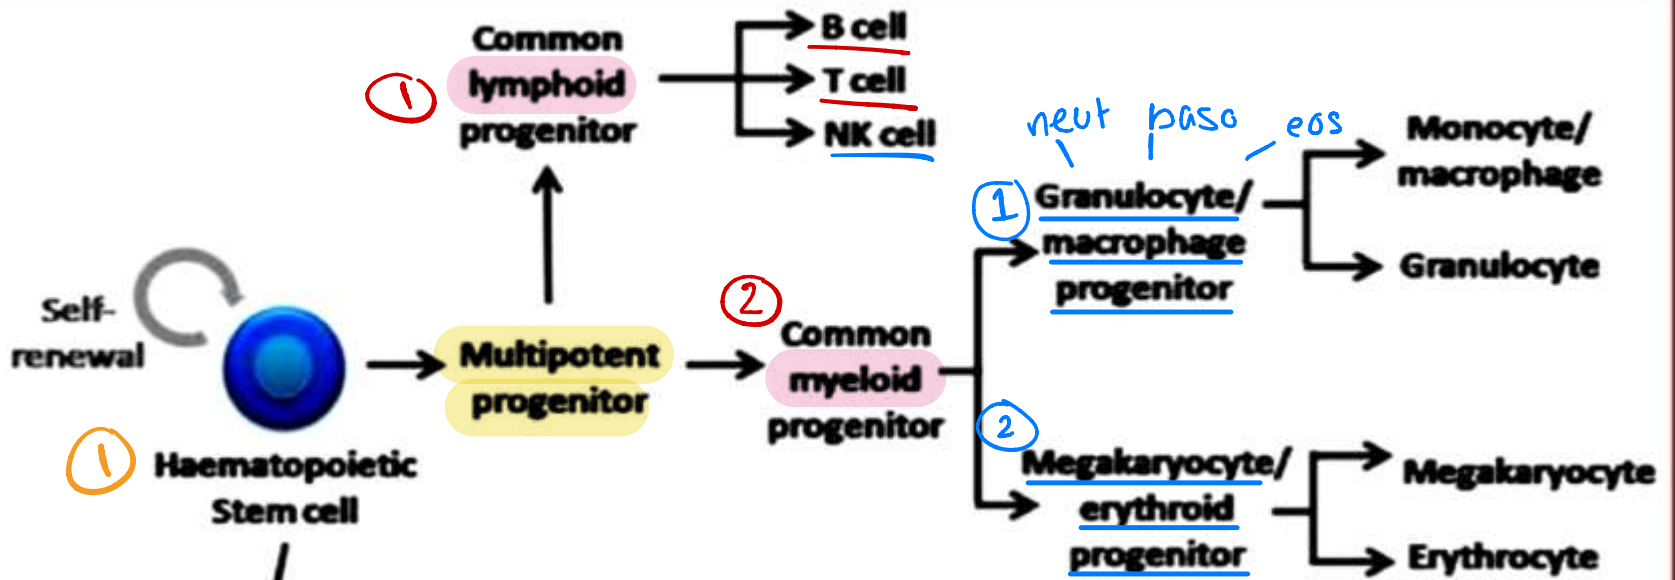 Common
lymphoid
progenitor
1
B cell
T cell
NK cell
neut baso eos
Monocyte/
macrophage
1
Granulocyte/
macrophage
progenitor
Granulocyte
Self-
renewal
Multipotent
progenitor
2
Common
myeloid
progenitor
1
Haematopoietic
Stem cell
2
Megakaryocyte/
erythroid
progenitor
Megakaryocyte
Erythrocyte